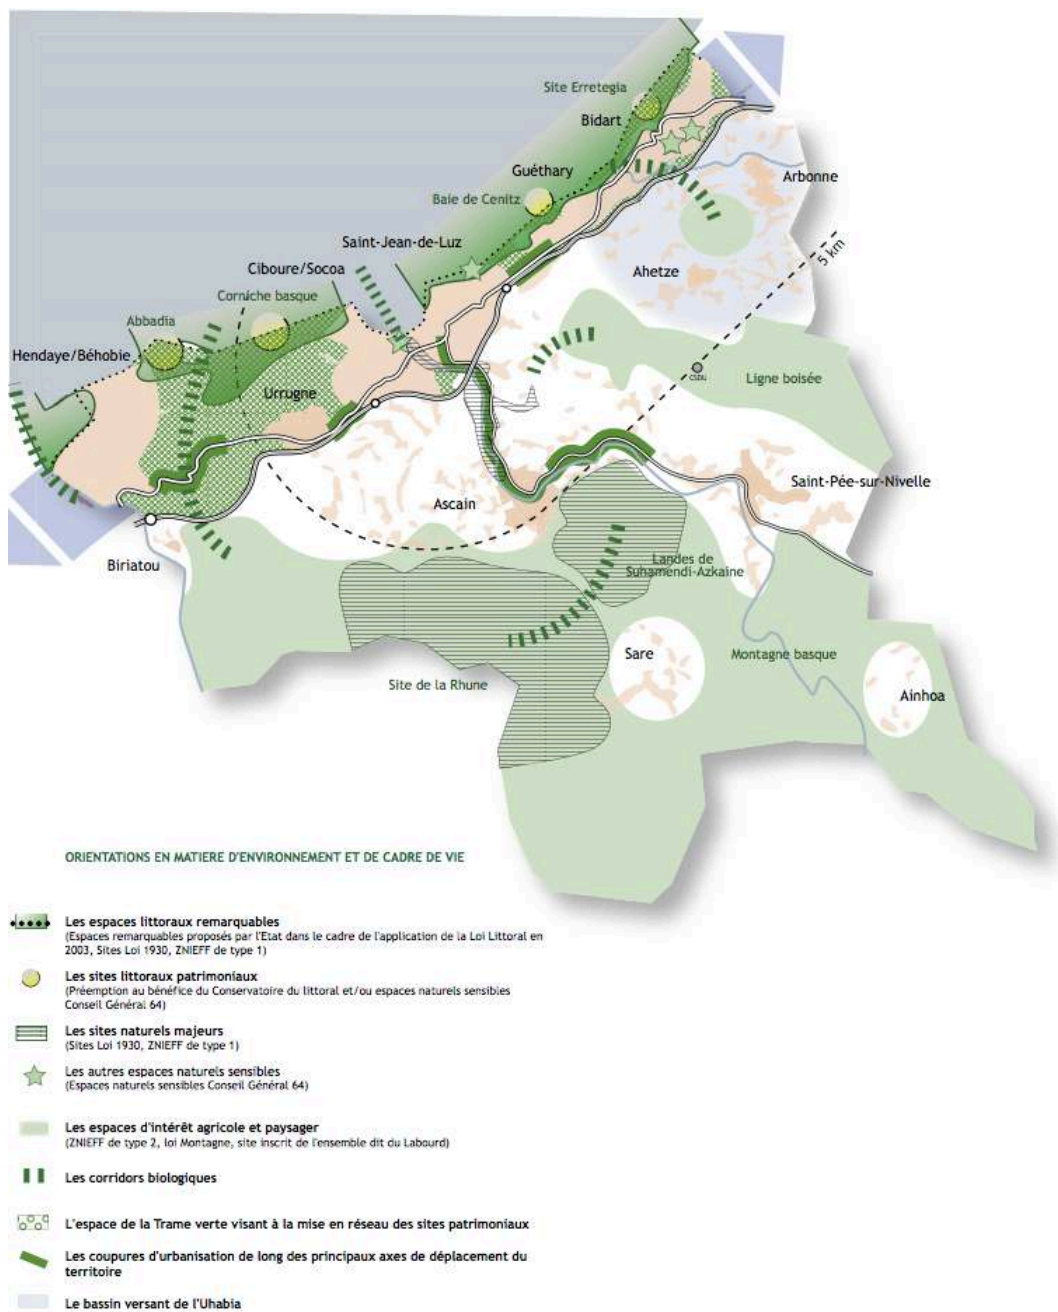 Site Erretegia
Bidart
Guéthary
Arbonne
Baie de Cenitz
Saint-Jean-de-Luz
5 km
Ciboure/Socoa
Ahetze
Corniche basque
Abbadia
Hendaye/Béhobie
CSDU
Ligne boisée
Urrugne
Saint-Pée-sur-Nivelle
Ascain
Biriatou
Landes de
Suhamendi-Azkaine
Sare
Montagne basque
Site de la Rhune
Ainhoa
ORIENTATIONS EN MATIERE D'ENVIRONNEMENT ET DE CADRE DE VIE
Les espaces littoraux remarquables
(Espaces remarquables proposés par l'Etat dans le cadre de l'application de la Loi Littoral en
2003, Sites Loi 1930, ZNIEFF de type 1)
Les sites littoraux patrimoniaux
(Préemption au bénéfice du Conservatoire du littoral et/ou espaces naturels sensibles
Conseil Général 64)
Les sites naturels majeurs
(Sites Loi 1930, ZNIEFF de type 1)
Les autres espaces naturels sensibles
(Espaces naturels sensibles Conseil Général 64)
Les espaces d'intérêt agricole et paysager
(ZNIEFF de type 2, loi Montagne, site inscrit de l'ensemble dit du Labourd)
Les corridors biologiques
L'espace de la Trame verte visant à la mise en réseau des sites patrimoniaux
Les coupures d'urbanisation de long des principaux axes de déplacement du
territoire
Le bassin versant de l'Uhabia